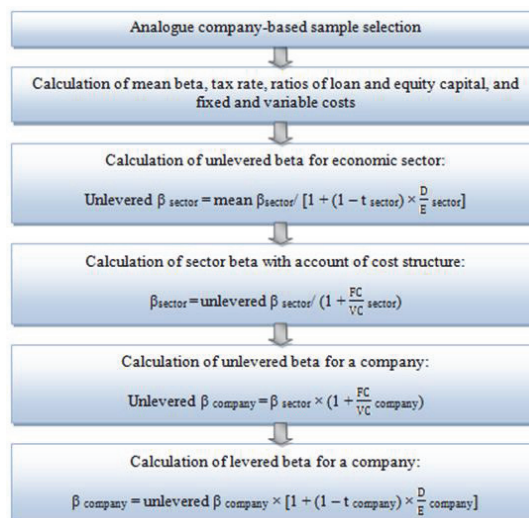 Analogue company-based sample selection
Calculation of mean beta, tax rate, ratios of loan and equity capital, and
fixed and variable costs
Calculation of unlevered beta for economic sector:
Unlevered β sector = mean βsector/ [1 + (1 − t sector) × D/E sector]
Calculation of sector beta with account of cost structure:
βsector = unlevered β sector/ (1 + FC/VC sector)
Calculation of unlevered beta for a company:
Unlevered β company = β sector × (1 + FC/VC company)
Calculation of levered beta for a company:
β company = unlevered β company × [1 + (1 − t company) × D/E company]